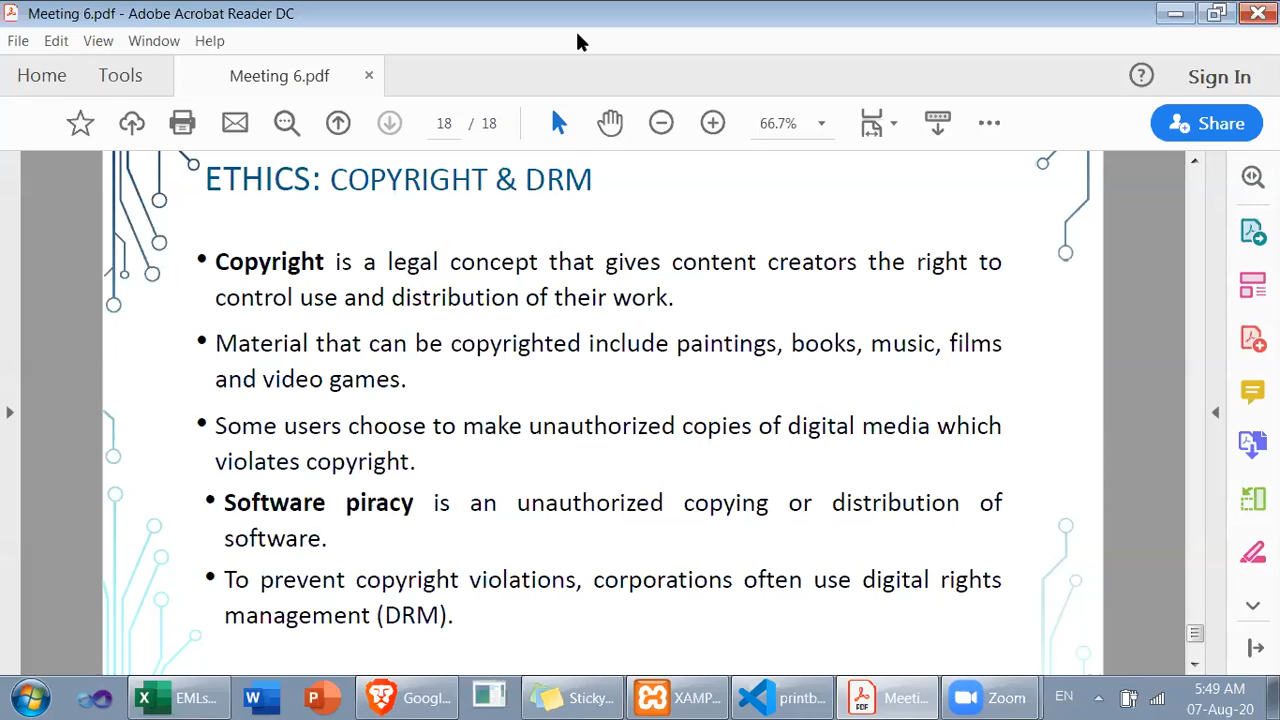 Meeting 6.pdf - Adobe Acrobat Reader DC
File Edit View Window Help
Home Tools Meeting 6.pdf × Sign In
18 / 18 66.7% Share
ETHICS: COPYRIGHT & DRM
• Copyright is a legal concept that gives content creators the right to
control use and distribution of their work.
• Material that can be copyrighted include paintings, books, music, films
and video games.
• Some users choose to make unauthorized copies of digital media which
violates copyright.
• Software piracy is an unauthorized copying or distribution of
software.
• To prevent copyright violations, corporations often use digital rights
management (DRM).
EMLs... Googl... Sticky... XAMP... printb... Meeti... Zoom EN 5:49 AM
07-Aug-20